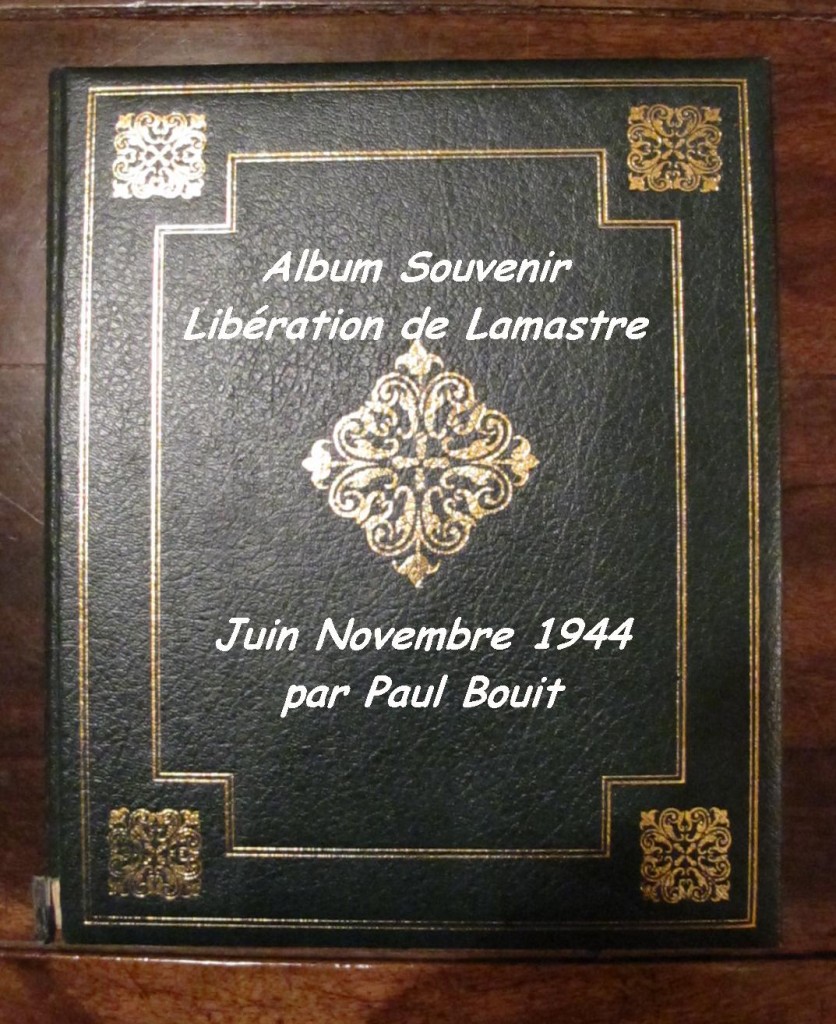 Album Souvenir
Libération de Lamastre
Juin Novembre 1944
par Paul Bouit